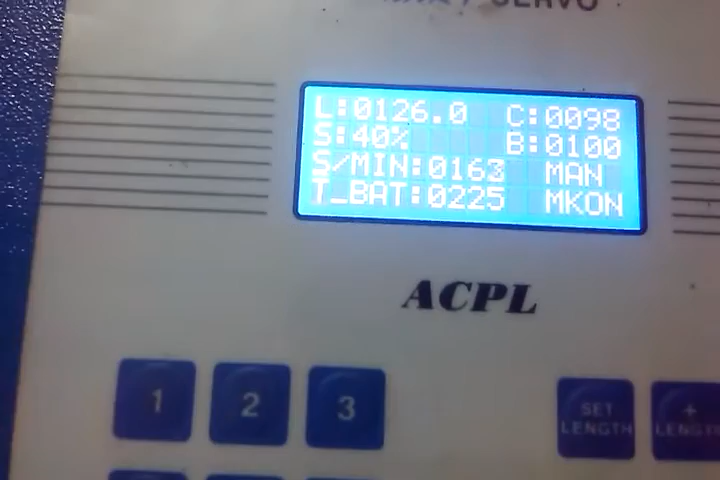 SERVO
L:0126.0 C:0098
S:40% B:0100
S/MIN:0163 MAN
T_BAT:0225 MKON
ACPL
1 2 3
SET LENGTH
+ LENGTH